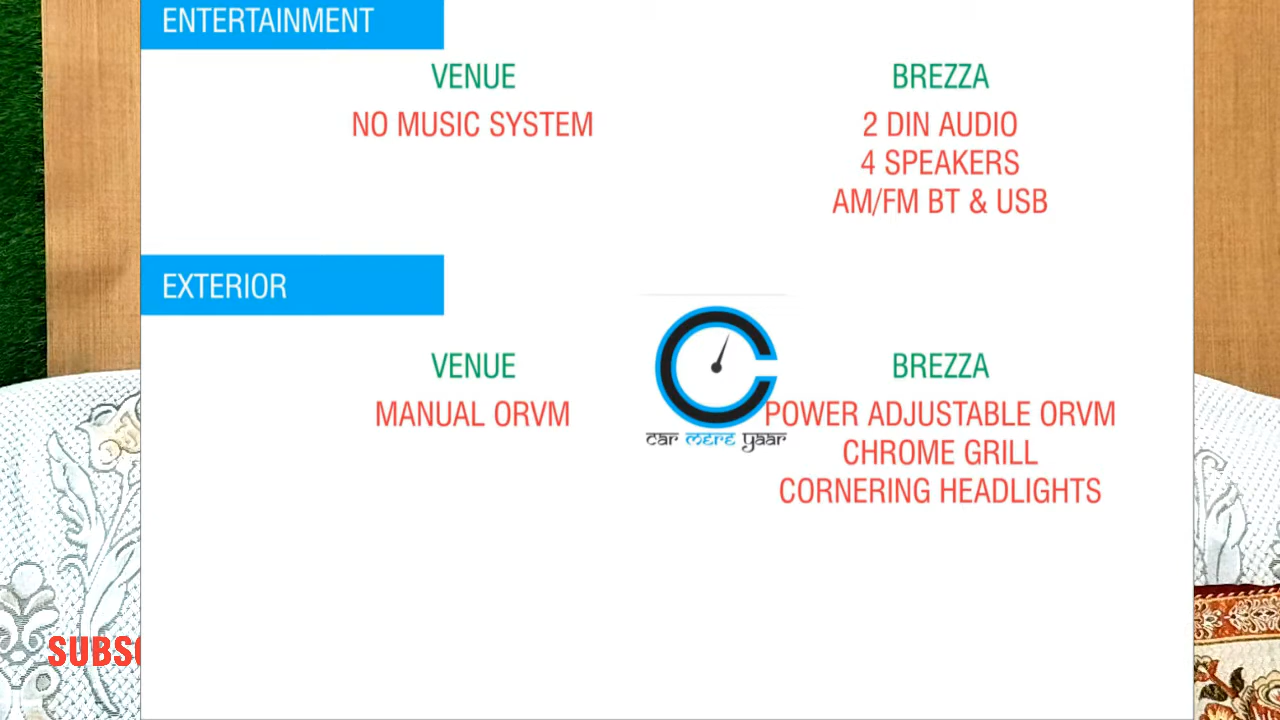 ENTERTAINMENT
VENUE
BREZZA
NO MUSIC SYSTEM
2 DIN AUDIO
4 SPEAKERS
AM/FM BT & USB
EXTERIOR
VENUE
BREZZA
MANUAL ORVM
POWER ADJUSTABLE ORVM
CHROME GRILL
CORNERING HEADLIGHTS
car mere yaar
SUBSC